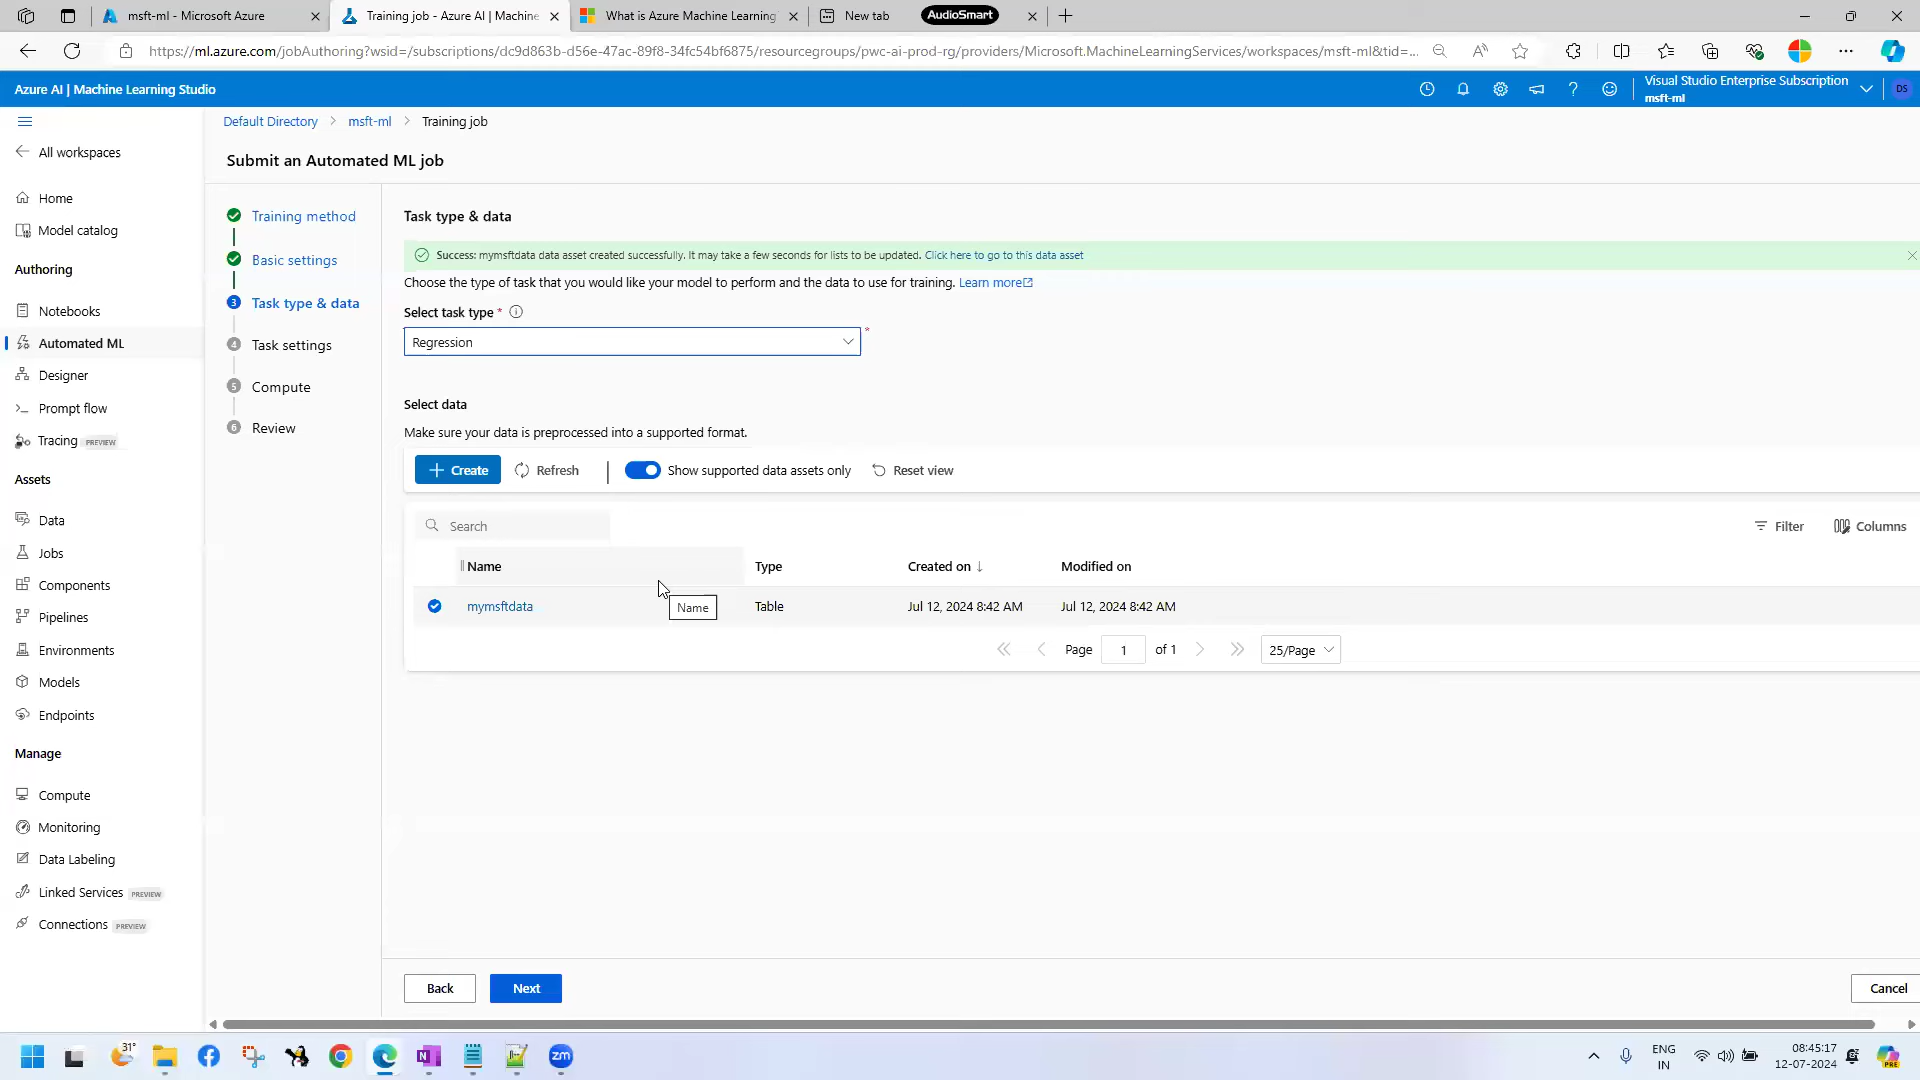 msft-ml - Microsoft Azure
Training job - Azure AI | Machine
What is Azure Machine Learning
New tab
AudioSmart
https://ml.azure.com/jobAuthoring?wsid=/subscriptions/dc9d863b-d56e-47ac-89f8-34fc54bf6875/resourcegroups/pwc-ai-prod-rg/providers/Microsoft.MachineLearningServices/workspaces/msft-ml&tid=...
Azure AI | Machine Learning Studio
Visual Studio Enterprise Subscription
msft-ml
DS
Default Directory > msft-ml > Training job
All workspaces
Submit an Automated ML job
Home
Model catalog
Authoring
Notebooks
Automated ML
Designer
Prompt flow
Tracing PREVIEW
Assets
Data
Jobs
Components
Pipelines
Environments
Models
Endpoints
Manage
Compute
Monitoring
Data Labeling
Linked Services PREVIEW
Connections PREVIEW
Training method
Basic settings
3 Task type & data
4 Task settings
5 Compute
6 Review
Task type & data
Success: mymsftdata data asset created successfully. It may take a few seconds for lists to be updated. Click here to go to this data asset
Choose the type of task that you would like your model to perform and the data to use for training. Learn more
Select task type *
Regression *
Select data
Make sure your data is preprocessed into a supported format.
Create
Refresh
Show supported data assets only
Reset view
Search
Filter
Columns
Name Type Created on ↓ Modified on
mymsftdata Table Jul 12, 2024 8:42 AM Jul 12, 2024 8:42 AM
Name
Page 1 of 1 25/Page
Back
Next
Cancel
31°
zm
ENG
IN
08:45:17
12-07-2024
PRE